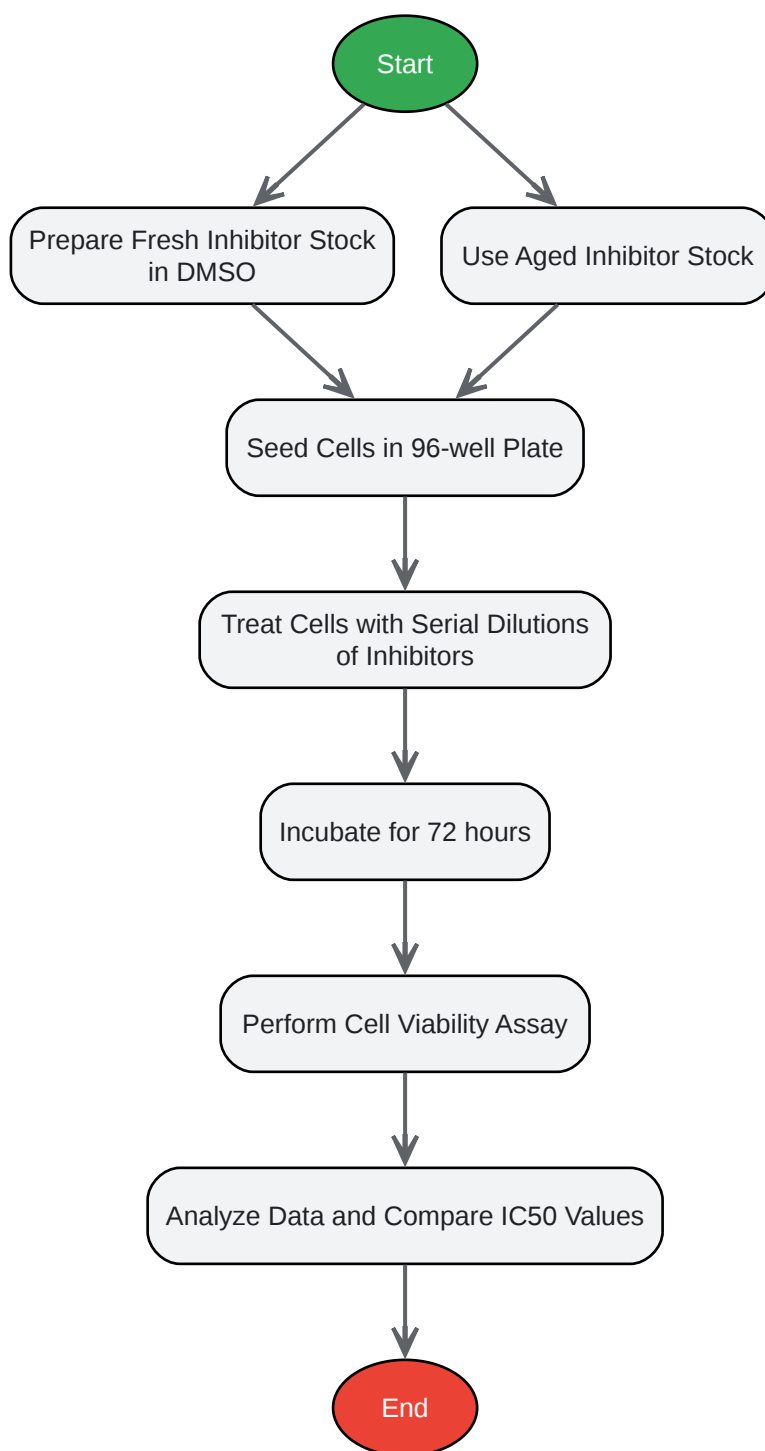 Start
Prepare Fresh Inhibitor Stock
in DMSO
Use Aged Inhibitor Stock
Seed Cells in 96-well Plate
Treat Cells with Serial Dilutions
of Inhibitors
Incubate for 72 hours
Perform Cell Viability Assay
Analyze Data and Compare IC50 Values
End